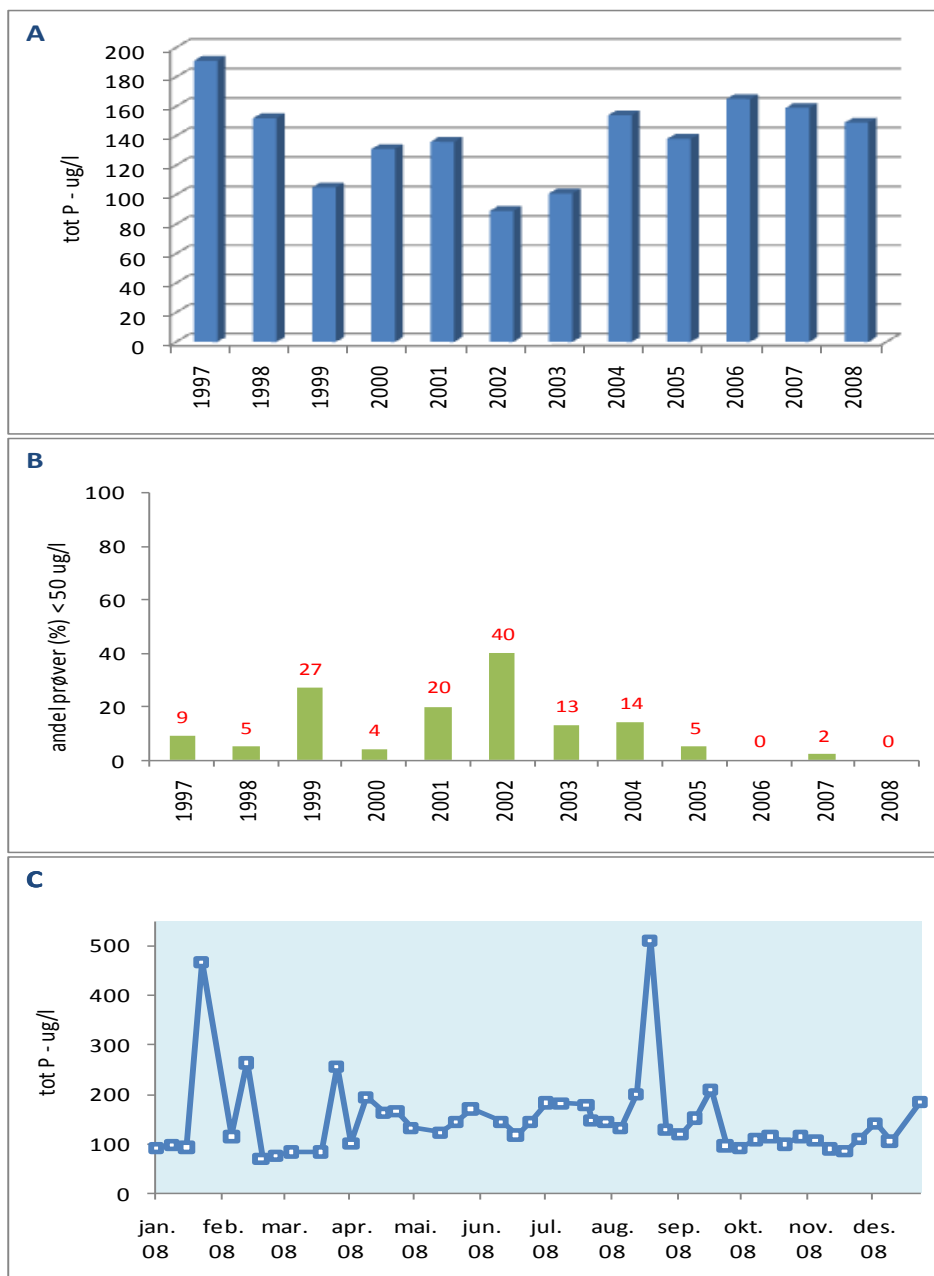 A
tot P - ug/l
200
180
160
140
120
100
80
60
40
20
0
1997 1998 1999 2000 2001 2002 2003 2004 2005 2006 2007 2008
B
andel prøver (%) < 50 ug/l
100
80
60
40
20
0
9 5 27 4 20 40 13 14 5 0 2 0
1997 1998 1999 2000 2001 2002 2003 2004 2005 2006 2007 2008
C
tot P - ug/l
500
400
300
200
100
0
jan. feb. mar. apr. mai. jun. jul. aug. sep. okt. nov. des.
08 08 08 08 08 08 08 08 08 08 08 08